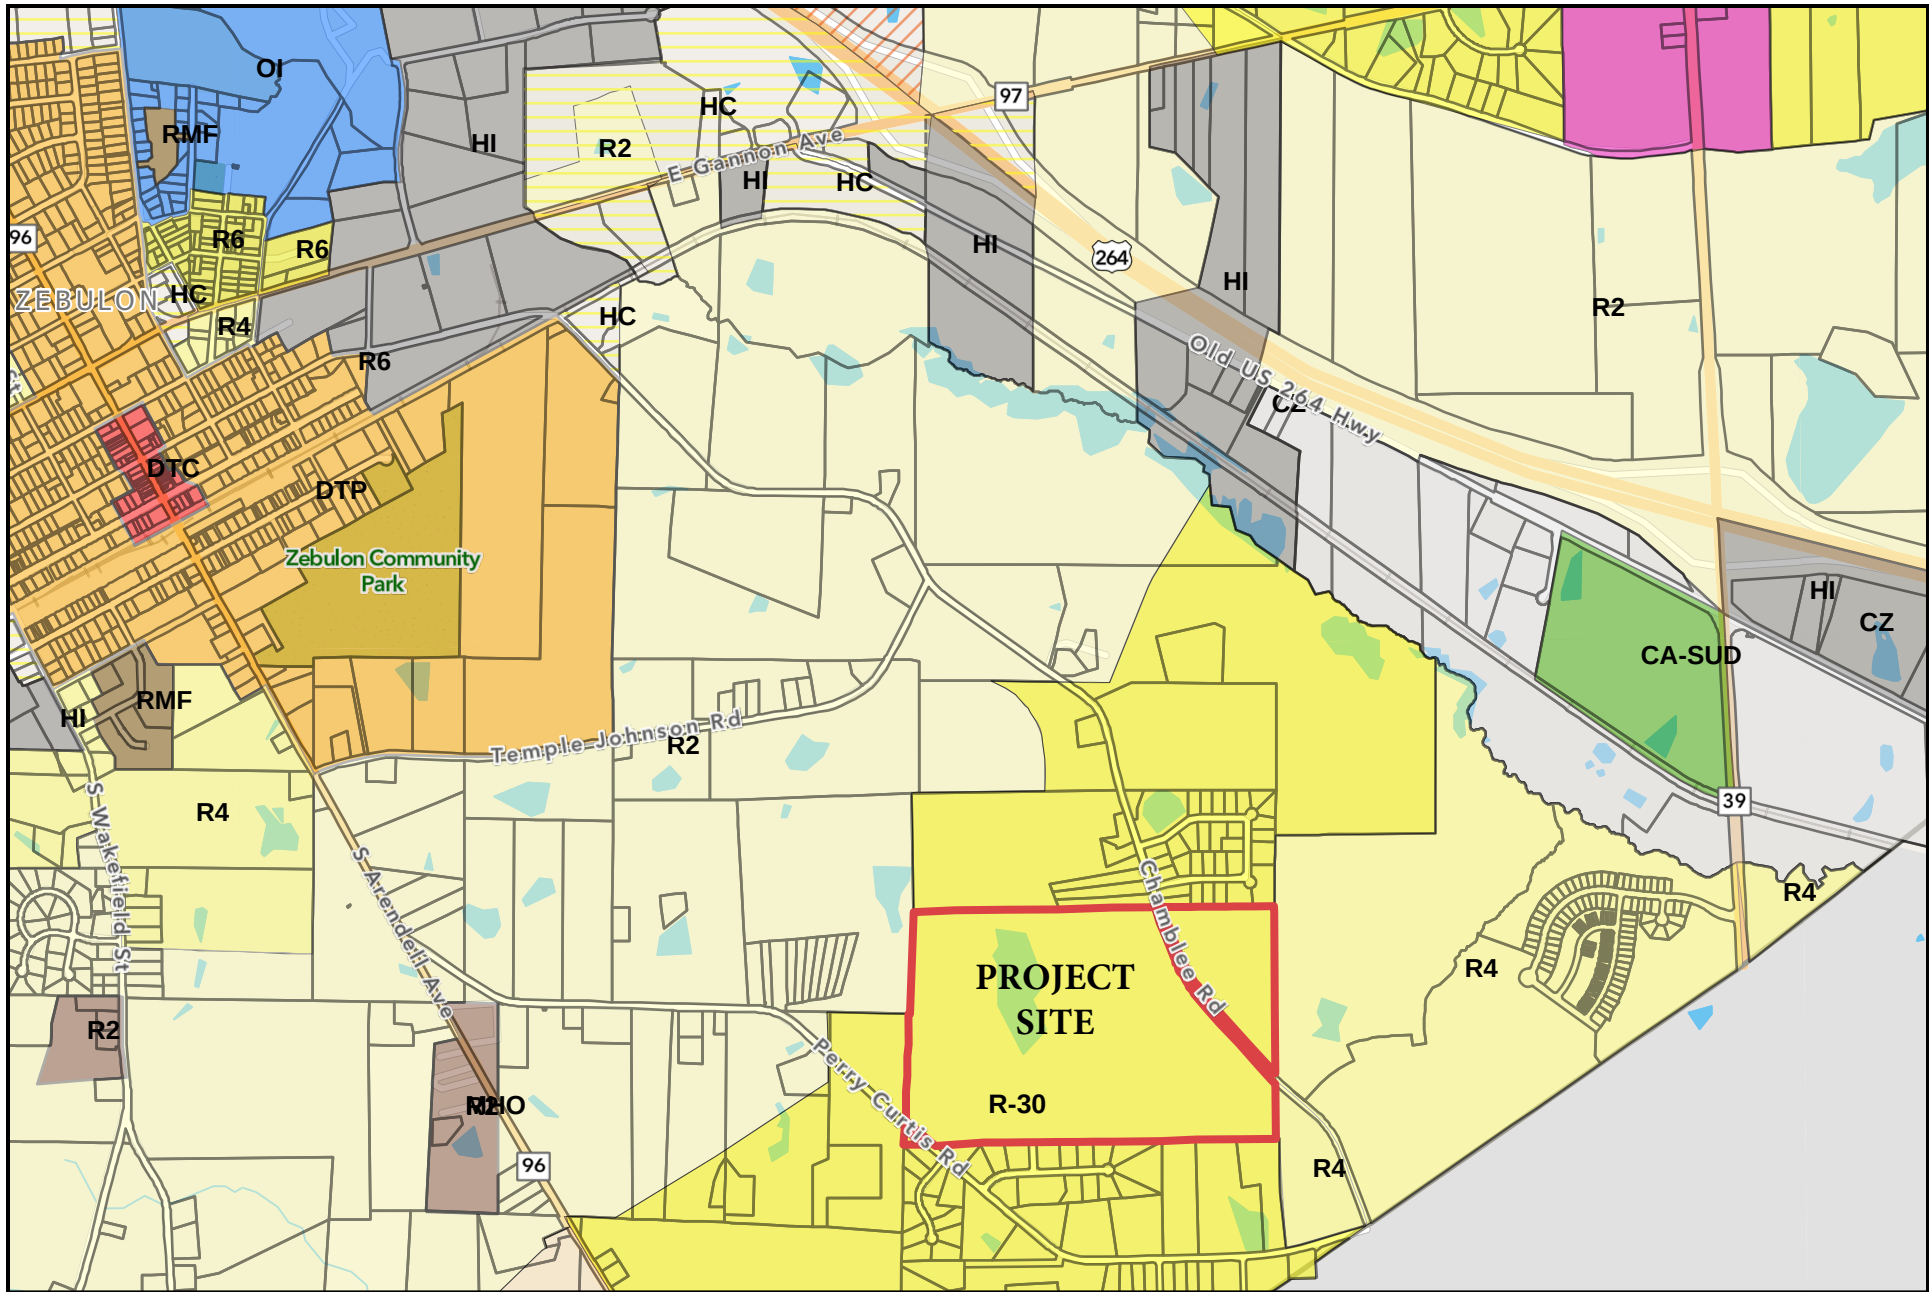 OI
97
HC
RMF
HI
R2
E Gannon Ave
HI
HC
96
R6
R6
HI
264
HI
ZEBULON
HC
R4
HC
R2
R6
Old US 264 Hwy
CZ
St
DTC
DTP
Zebulon Community
Park
HI
CZ
CA-SUD
RMF
HI
Temple Johnson Rd
R2
39
R4
S Wakefield St
S Arendell Ave
Chamblee Rd
R4
R4
PROJECT
SITE
R2
Perry Curtis Rd
R-30
MHO
96
R4